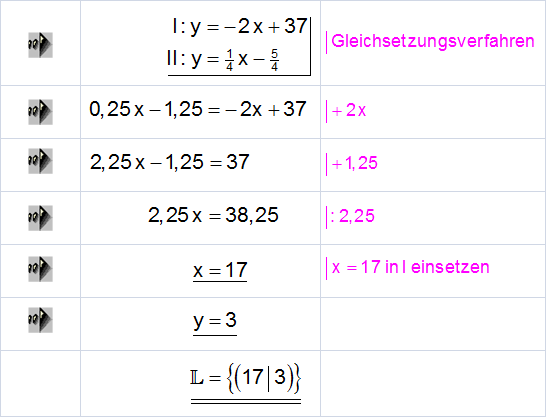 I: y = −2x + 37
II: y = 1/4 x − 5/4
| Gleichsetzungsverfahren
0,25x − 1,25 = −2x + 37 | + 2x
2,25x − 1,25 = 37 | +1,25
2,25x = 38,25 | : 2,25
x = 17 | x = 17 in I einsetzen
y = 3
𝕃 = {(17 | 3)}